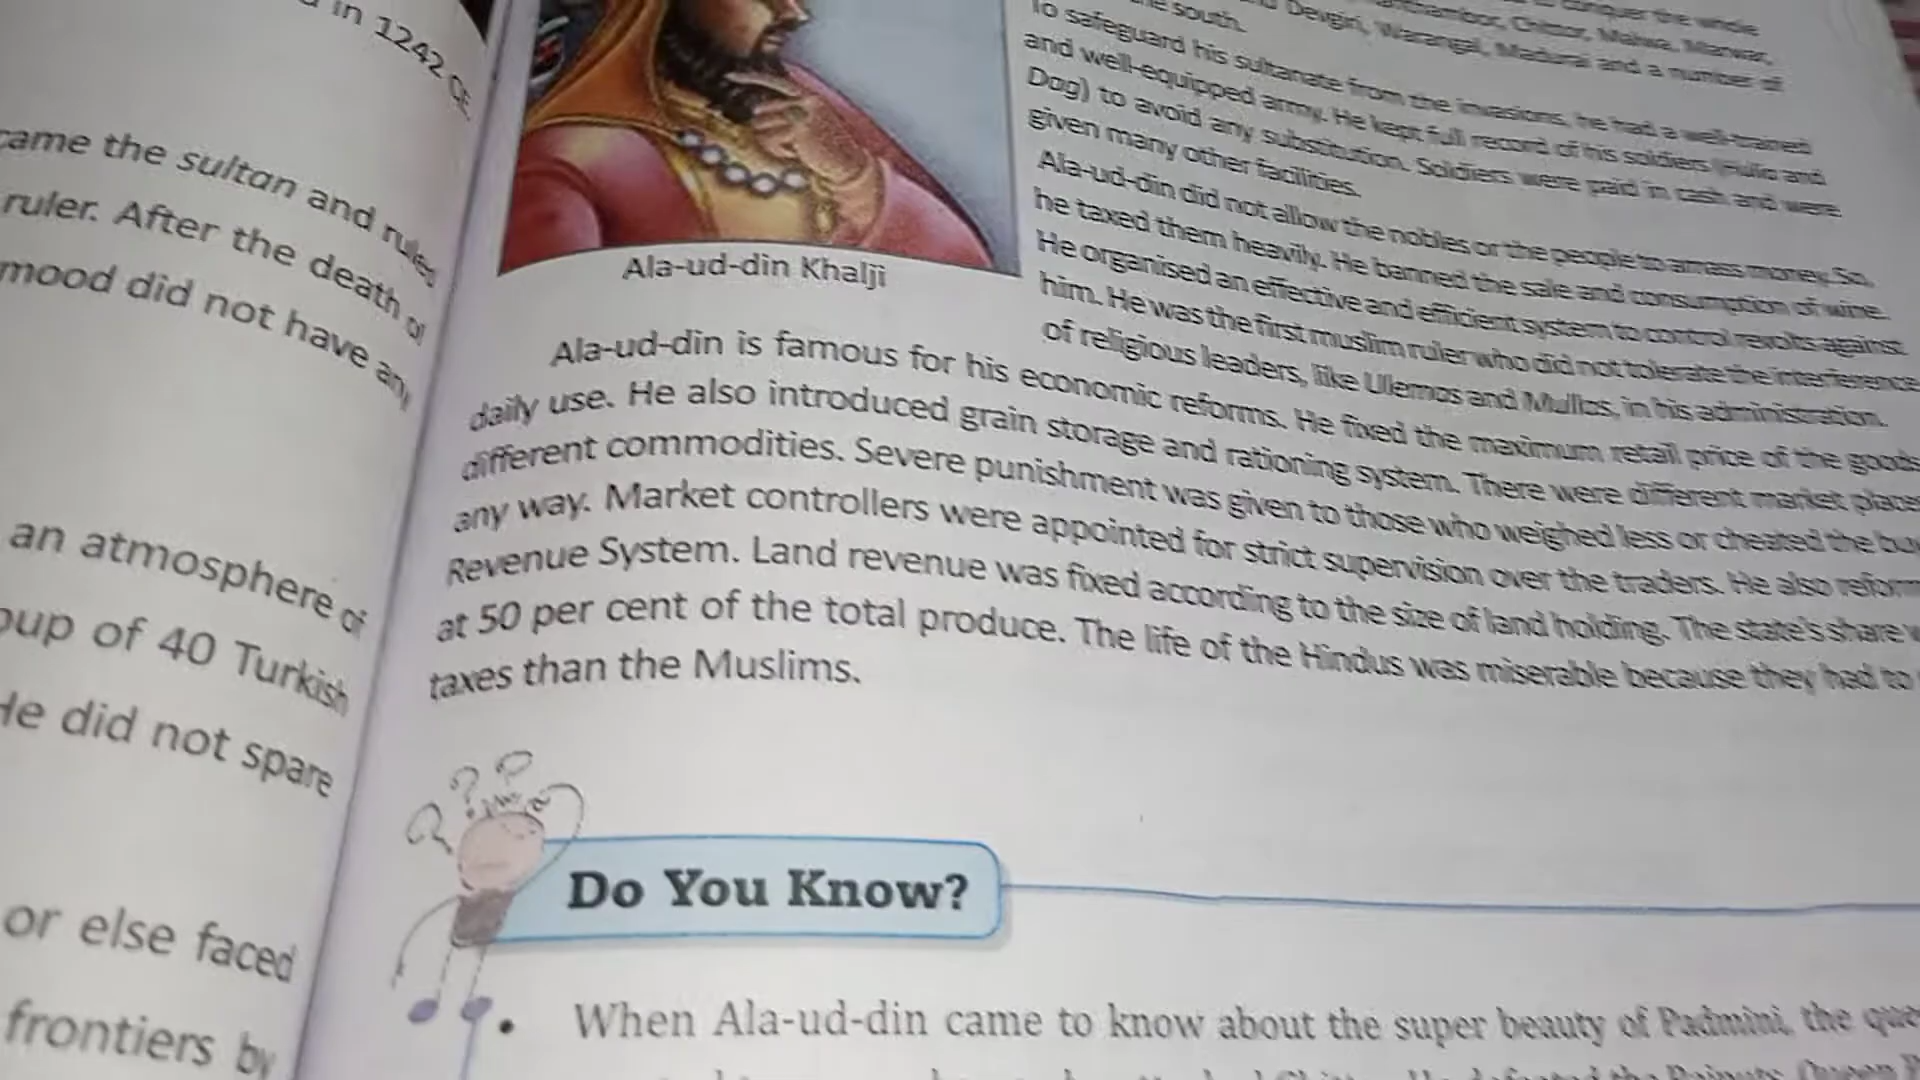 in 1242 CE.
came the sultan and ruled
ruler. After the death of
mood did not have any
an atmosphere of
oup of 40 Turkish
He did not spare
or else faced
frontiers by
conquer the whole
Chittor, Malwa, Marwar,
the south. Devgiri, Warangal, Madurai and a number of
To safeguard his sultanate from the invasions, he had a well-trained
and well-equipped army. He kept full record of his soldiers (Hulia and
Dag) to avoid any substitution. Soldiers were paid in cash and were
given many other facilities.
Ala-ud-din did not allow the nobles or the people to amass money. So,
he taxed them heavily. He banned the sale and consumption of wine.
He organised an effective and efficient system to control revolts against
him. He was the first muslim ruler who did not tolerate the interference
of religious leaders, like Ulemas and Mullas, in his administration.
Ala-ud-din Khalji
Ala-ud-din is famous for his economic reforms. He fixed the maximum retail price of the goods
daily use. He also introduced grain storage and rationing system. There were different market places
different commodities. Severe punishment was given to those who weighed less or cheated the buy
any way. Market controllers were appointed for strict supervision over the traders. He also reform
Revenue System. Land revenue was fixed according to the size of land holding. The state's share w
at 50 per cent of the total produce. The life of the Hindus was miserable because they had to
taxes than the Muslims.
Do You Know?
• When Ala-ud-din came to know about the super beauty of Padmini, the que